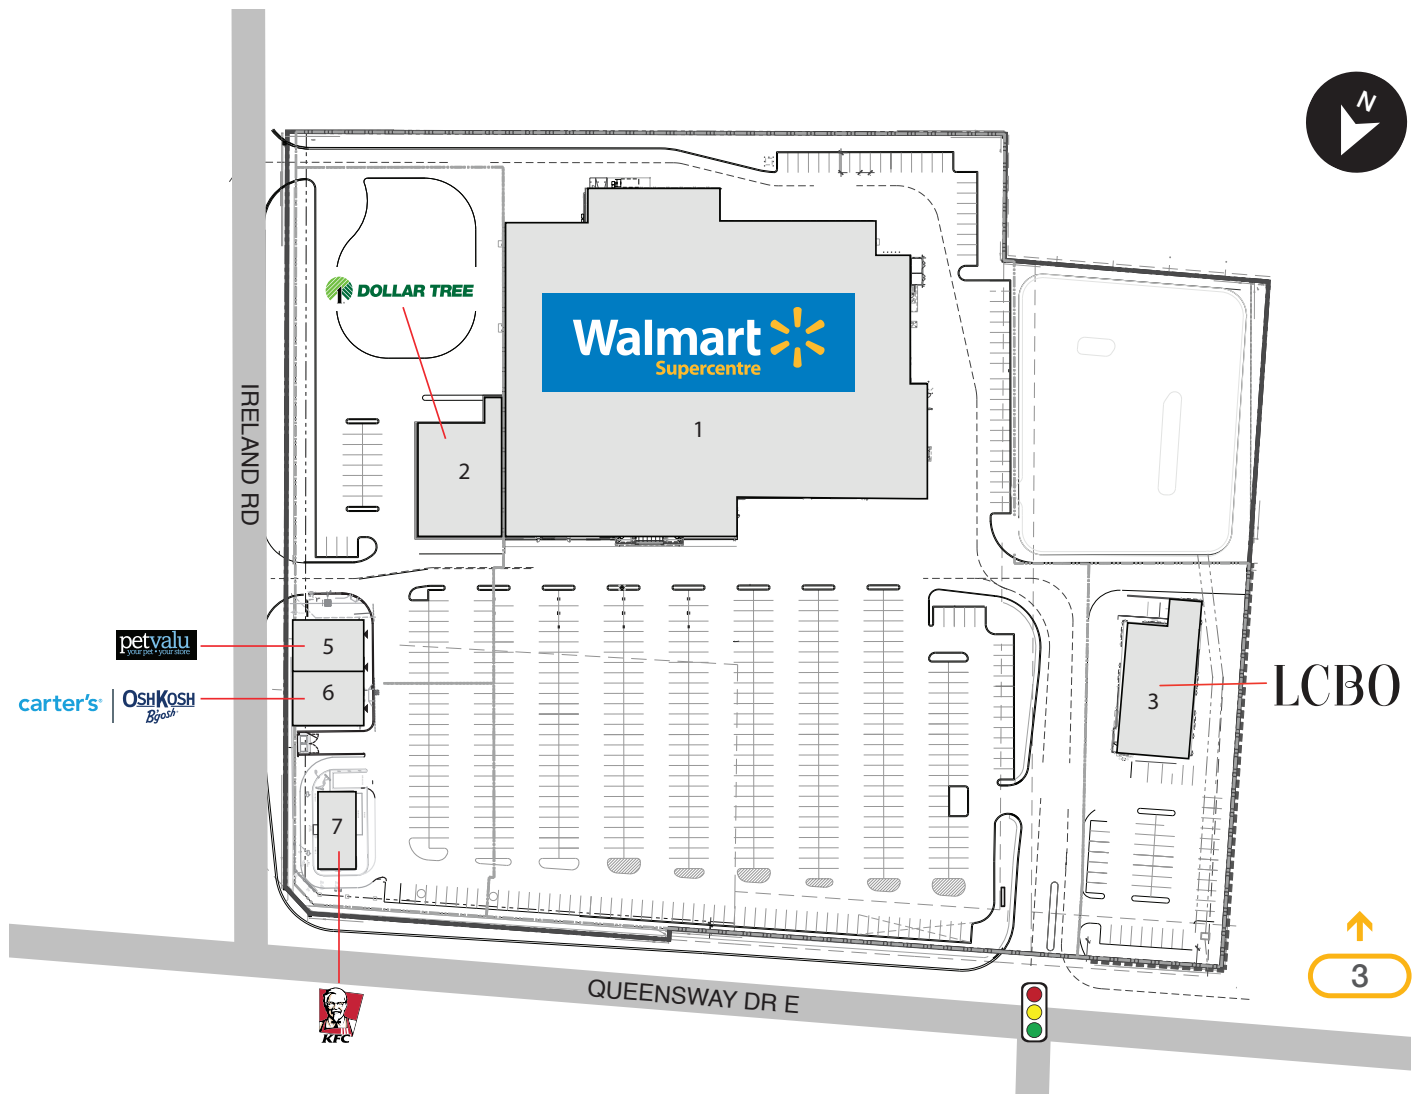 N
DOLLAR TREE
Walmart
Supercentre
1
2
IRELAND RD
petvalu
your pet • your store
5
carter's
OSHKOSH
B'gosh
6
LCBO
3
7
3
QUEENSWAY DR E
KFC